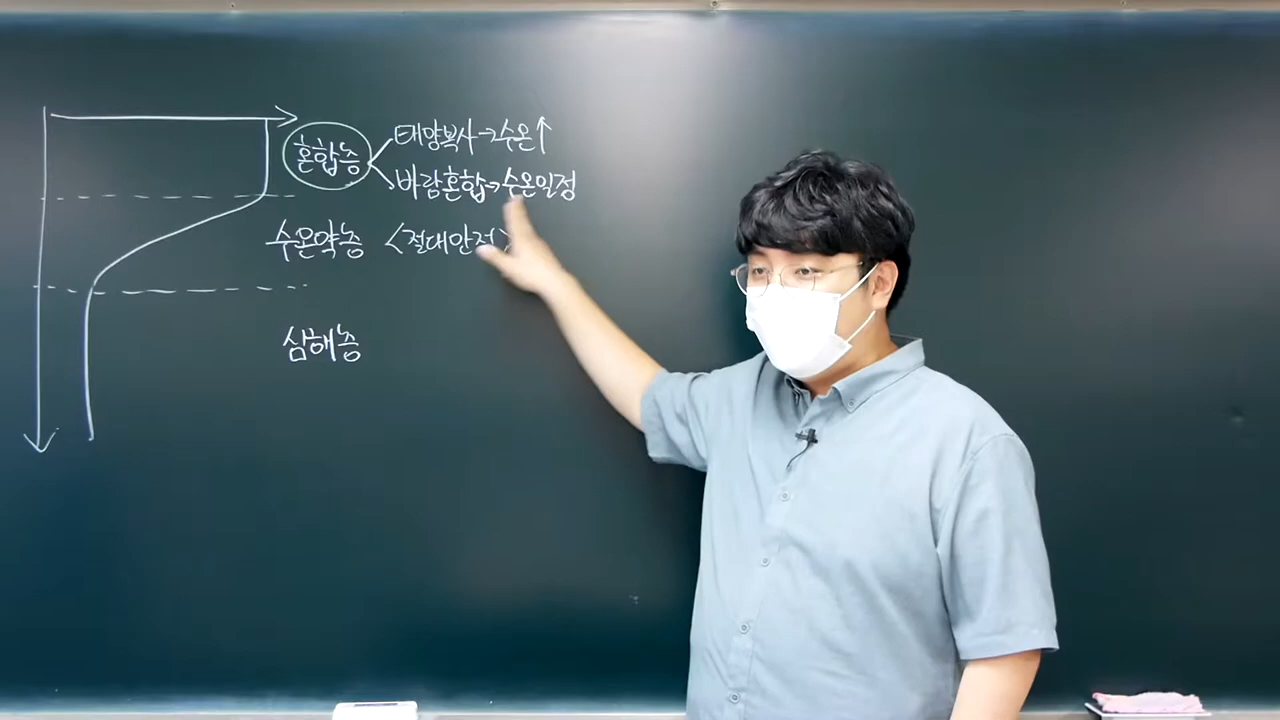 혼합층
태양복사→수온↑
바람혼합→수온일정
수온약층 <절대안정>
심해층